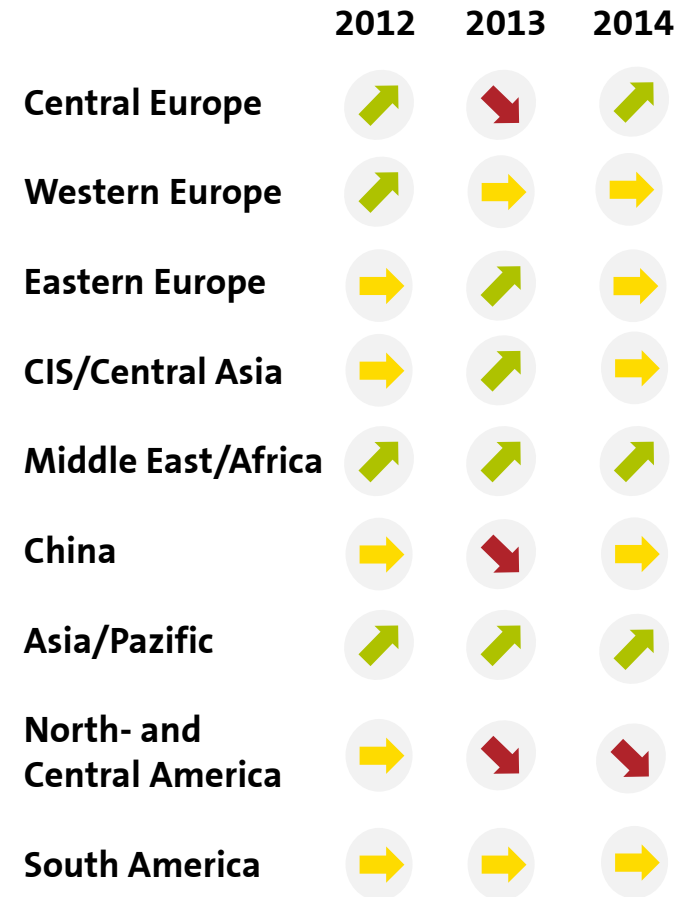 2012 2013 2014
Central Europe
Western Europe
Eastern Europe
CIS/Central Asia
Middle East/Africa
China
Asia/Pazific
North- and
Central America
South America